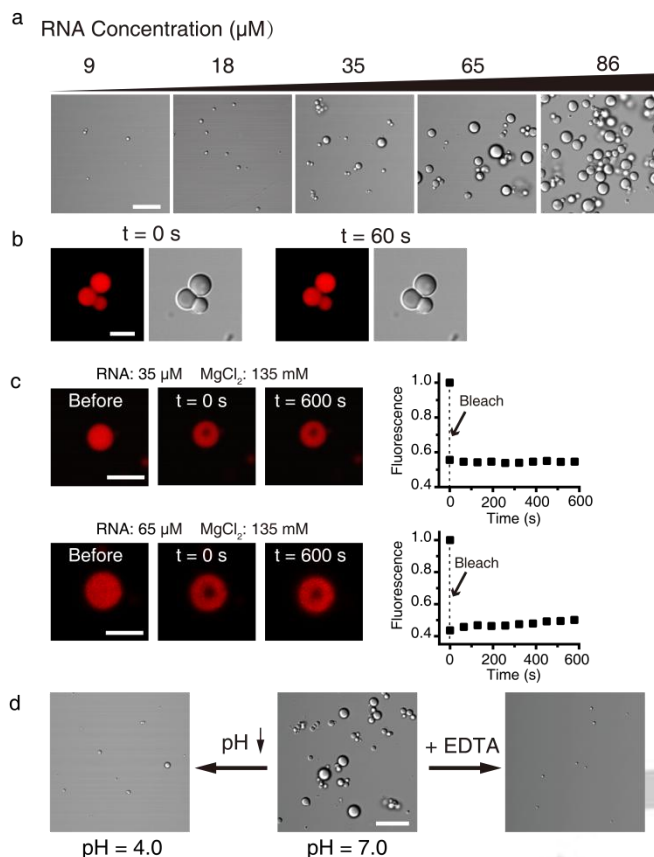 a
RNA Concentration (μM)
9 18 35 65 86
b
t = 0 s t = 60 s
c
RNA: 35 μM MgCl₂: 135 mM
Before t = 0 s t = 600 s
Fluorescence
1.0
0.8
0.6
0.4
Bleach
0 200 400 600
Time (s)
RNA: 65 μM MgCl₂: 135 mM
Before t = 0 s t = 600 s
Fluorescence
1.0
0.8
0.6
0.4
Bleach
0 200 400 600
Time (s)
d
pH ↓ + EDTA
pH = 4.0 pH = 7.0